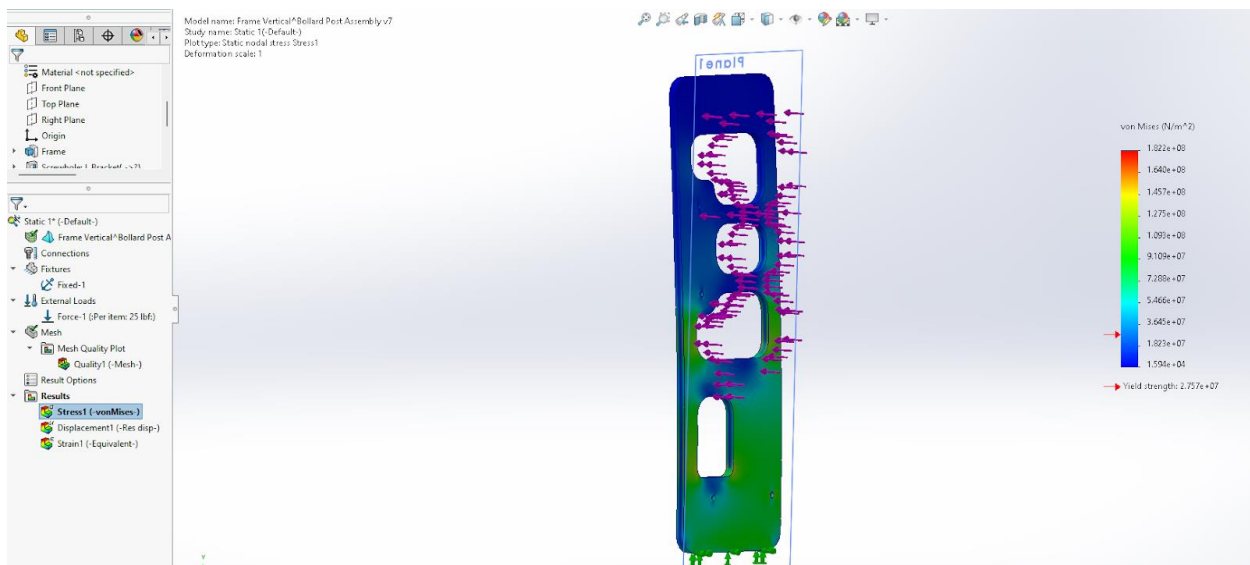 Model name: Frame Vertical^Bollard Post Assembly v7
Study name: Static 1(-Default-)
Plot type: Static nodal stress Stress1
Deformation scale: 1
Material <not specified>
Front Plane
Top Plane
Right Plane
Origin
Frame
Static 1* (-Default-)
Frame Vertical^Bollard Post A
Connections
Fixtures
Fixed-1
External Loads
Force-1 (:Per item: 25 lbf:)
Mesh
Mesh Quality Plot
Quality1 (-Mesh-)
Result Options
Results
Stress1 (-vonMises-)
Displacement1 (-Res disp-)
Strain1 (-Equivalent-)
Plane1
von Mises (N/m^2)
1.822e+08
1.640e+08
1.457e+08
1.275e+08
1.093e+08
9.109e+07
7.288e+07
5.466e+07
3.645e+07
1.823e+07
1.594e+04
Yield strength: 2.757e+07
Y